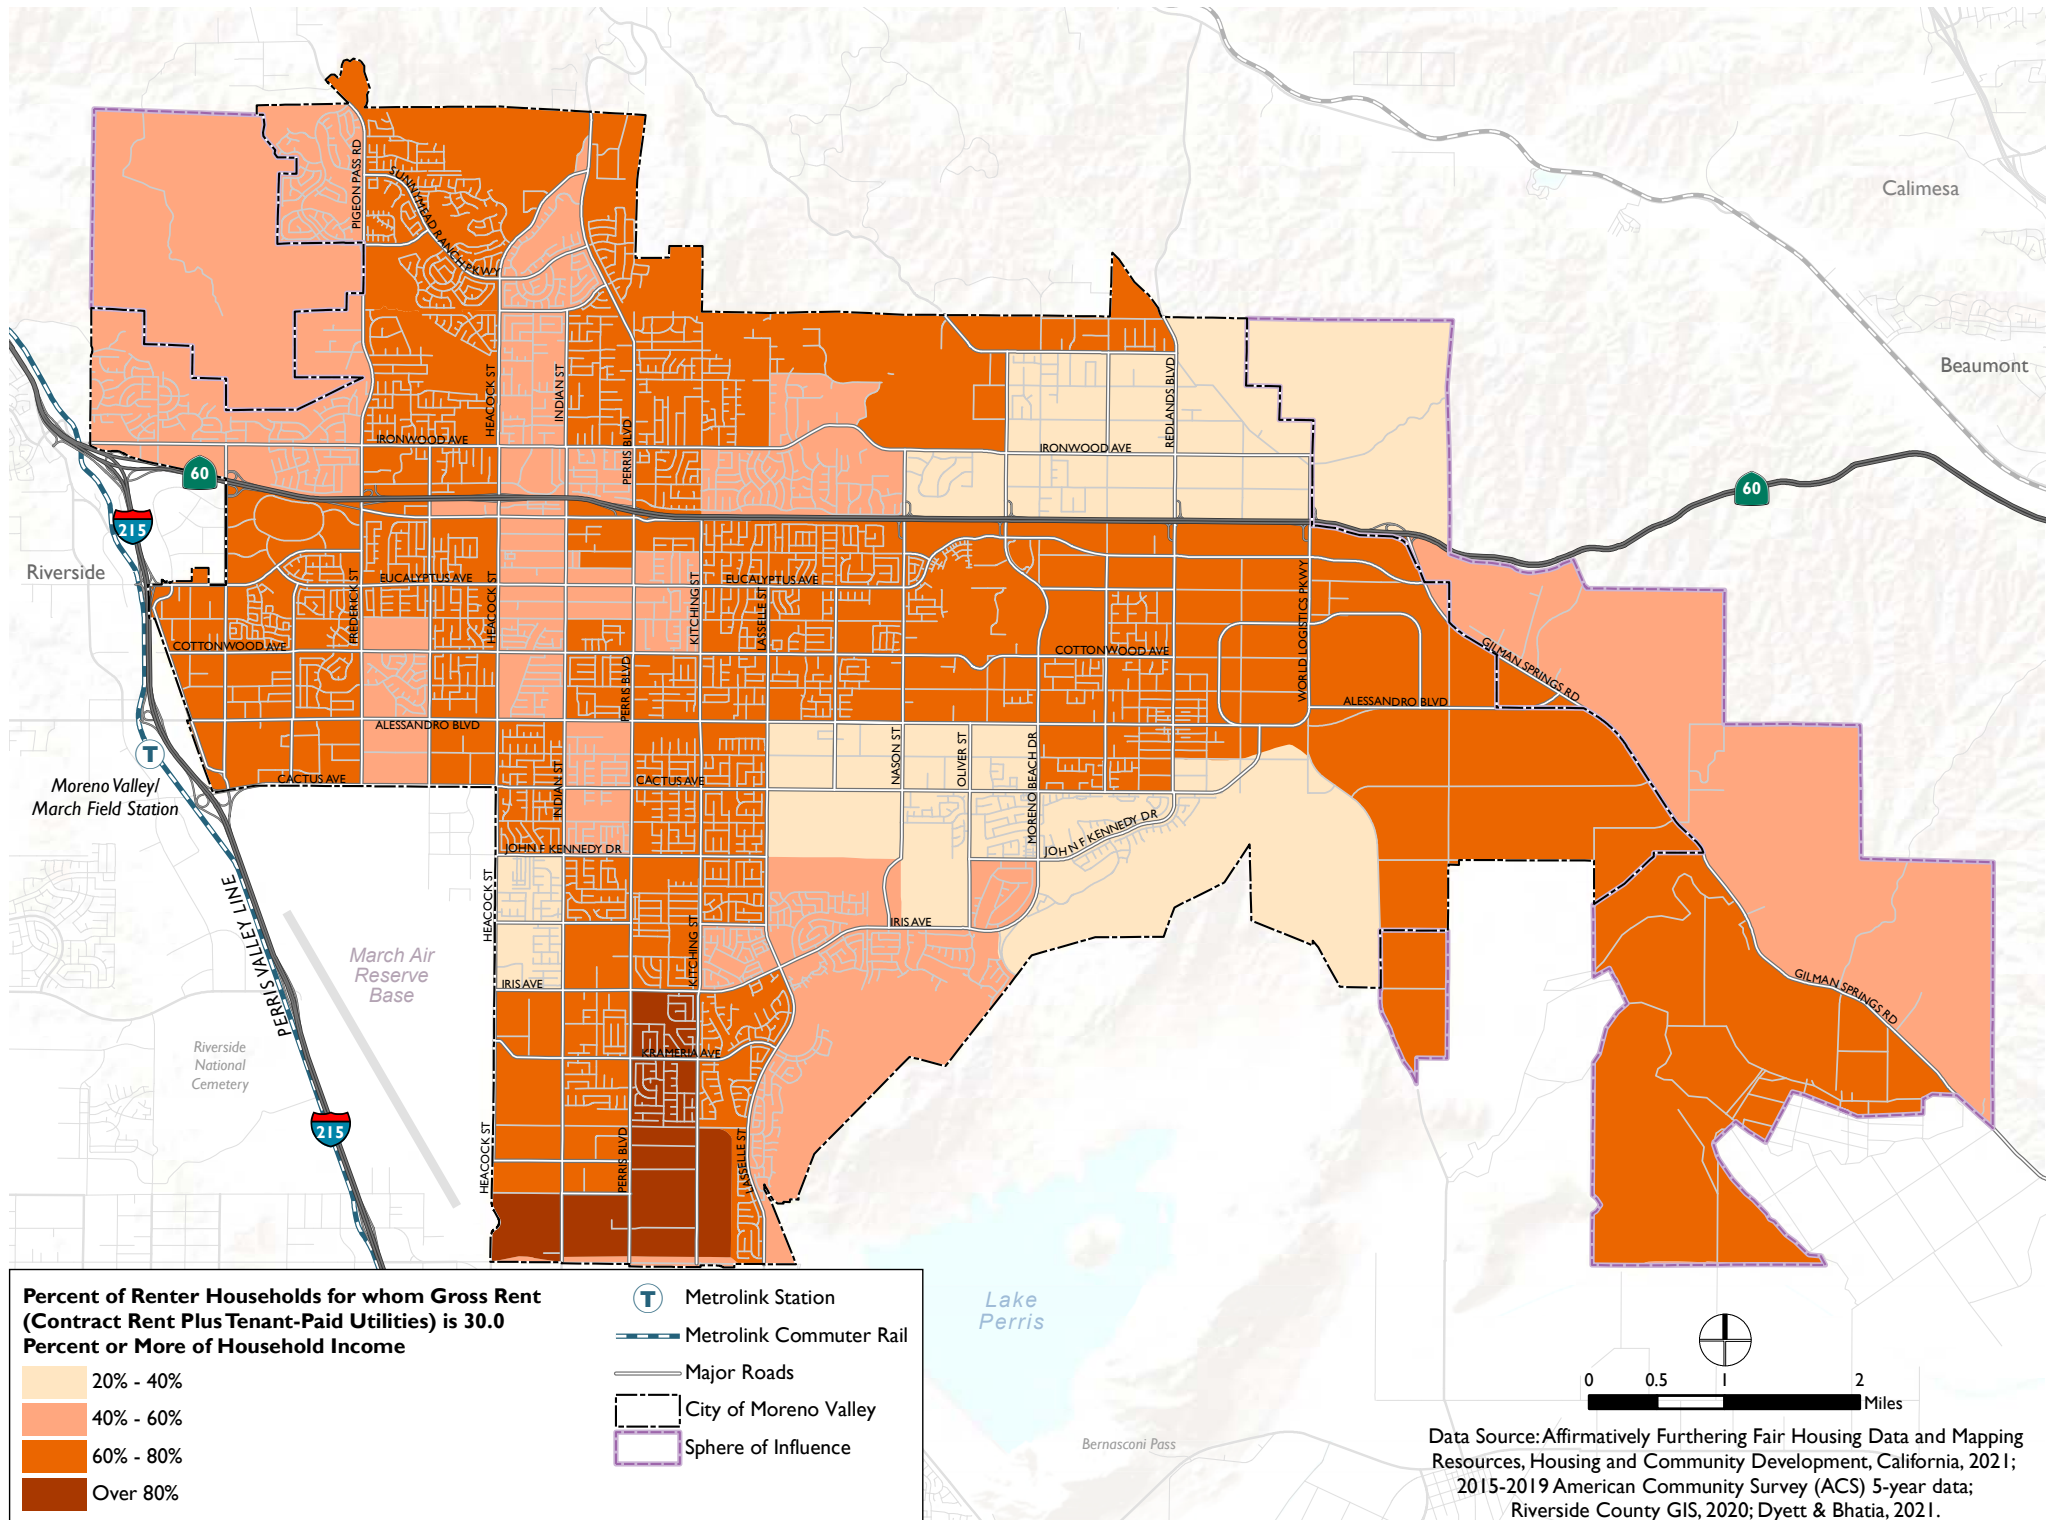 Calimesa
Beaumont
PIGEON PASS RD
SUNNYMEAD RANCH PKWY
HEACOCK ST
INDIAN ST
PERRIS BLVD
REDLANDS BLVD
IRONWOOD AVE
IRONWOOD AVE
60
60
215
Riverside
FREDERICK ST
EUCALYPTUS AVE
HEACOCK ST
KITCHING ST
EUCALYPTUS AVE
LASSELLE ST
WORLD LOGISTICS PKWY
COTTONWOOD AVE
COTTONWOOD AVE
GILMAN SPRINGS RD
PERRIS BLVD
ALESSANDRO BLVD
ALESSANDRO BLVD
T
Moreno Valley/
March Field Station
CACTUS AVE
INDIAN ST
CACTUS AVE
NASON ST
OLIVER ST
MORENO BEACH DR
JOHN F KENNEDY DR
JOHN F KENNEDY DR
HEACOCK ST
KITCHING ST
IRIS AVE
IRIS AVE
PERRIS VALLEY LINE
March Air
Reserve
Base
GILMAN SPRINGS RD
Riverside
National
Cemetery
KRAMERIA AVE
215
HEACOCK ST
PERRIS BLVD
LASSELLE ST
Lake
Perris
Bernasconi Pass
Percent of Renter Households for whom Gross Rent
(Contract Rent Plus Tenant-Paid Utilities) is 30.0
Percent or More of Household Income
20% - 40%
40% - 60%
60% - 80%
Over 80%
T
Metrolink Station
Metrolink Commuter Rail
Major Roads
City of Moreno Valley
Sphere of Influence
0 0.5 1 2
Miles
Data Source: Affirmatively Furthering Fair Housing Data and Mapping
Resources, Housing and Community Development, California, 2021;
2015-2019 American Community Survey (ACS) 5-year data;
Riverside County GIS, 2020; Dyett & Bhatia, 2021.